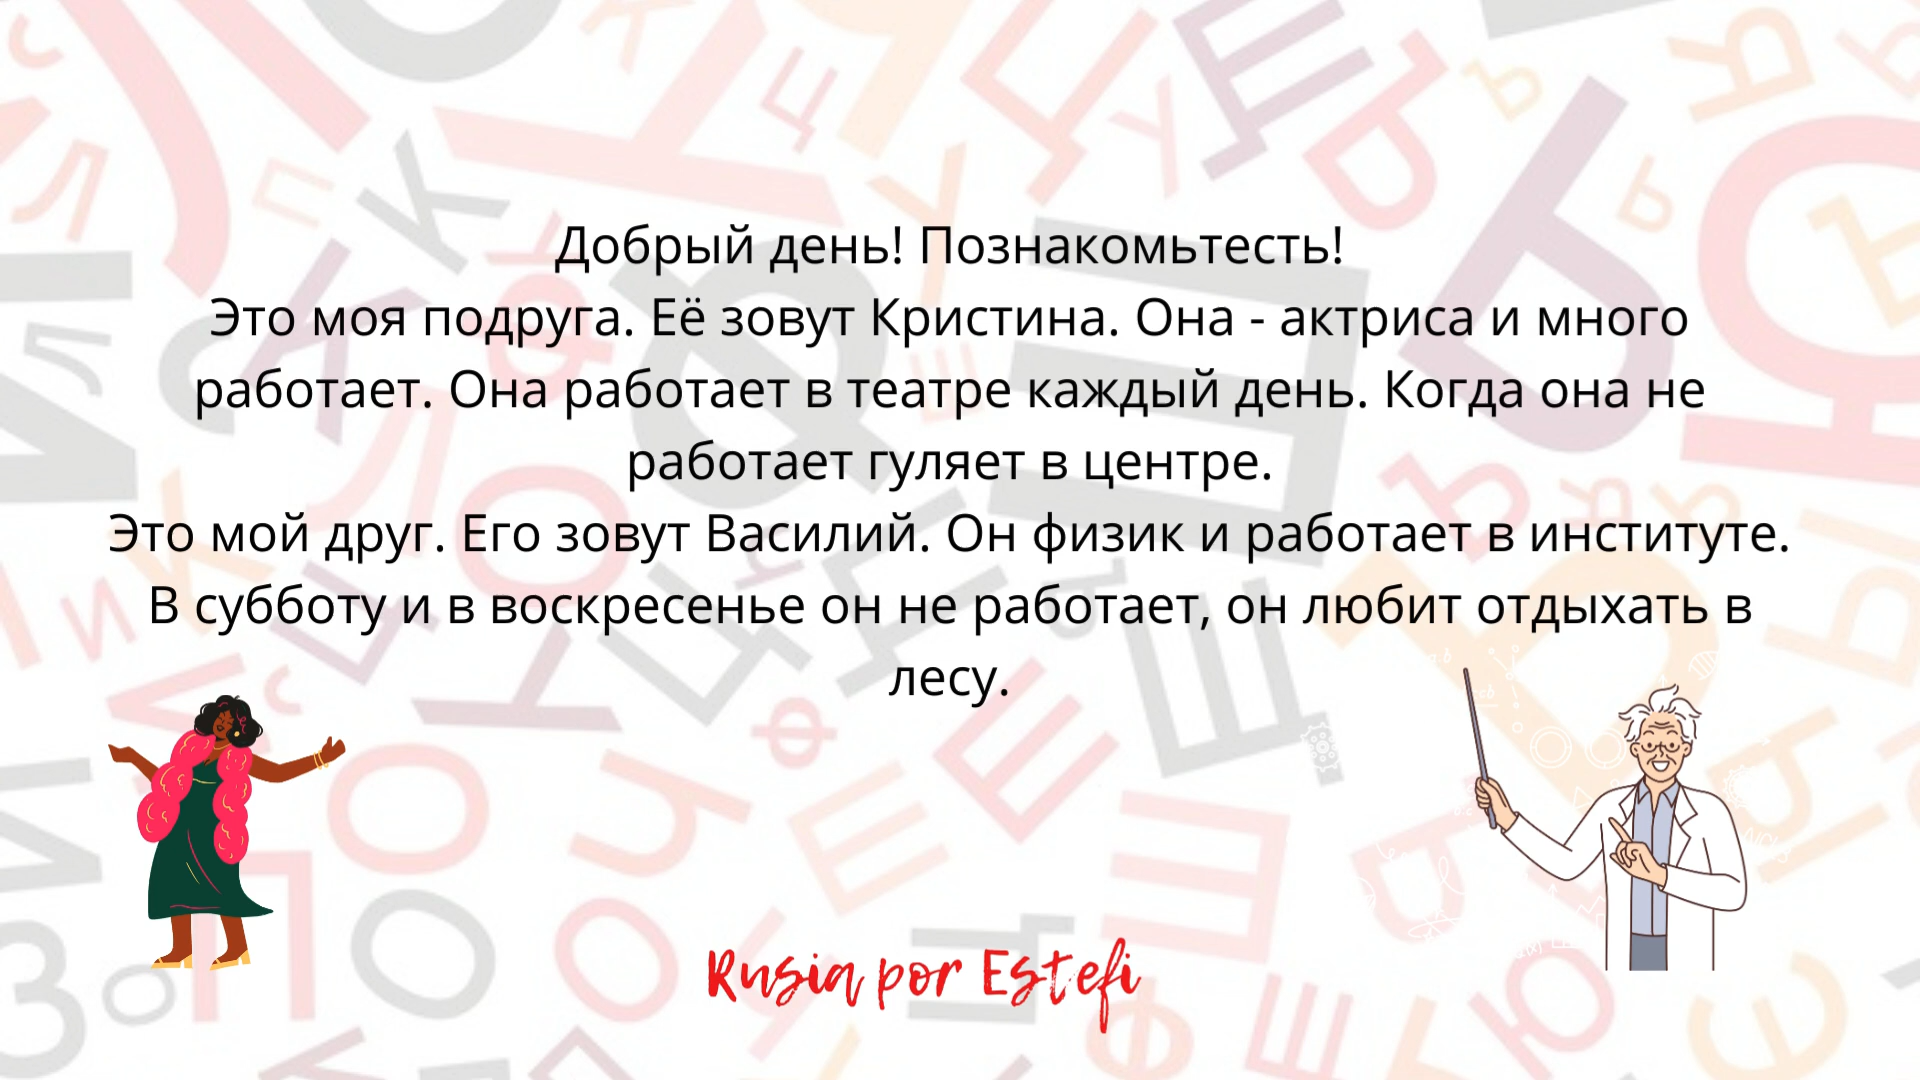 Добрый день! Познакомьтесть!
Это моя подруга. Её зовут Кристина. Она - актриса и много
работает. Она работает в театре каждый день. Когда она не
работает гуляет в центре.
Это мой друг. Его зовут Василий. Он физик и работает в институте.
В субботу и в воскресенье он не работает, он любит отдыхать в
лесу.
Rusia por Estefi